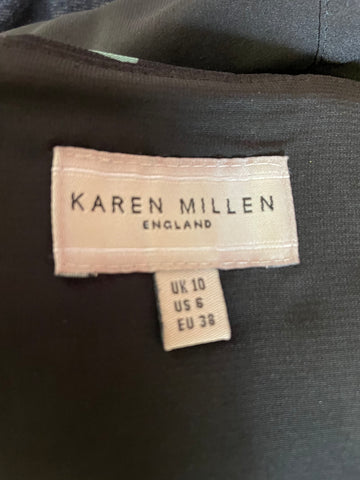 KAREN MILLEN
ENGLAND
UK 10
US 6
EU 38